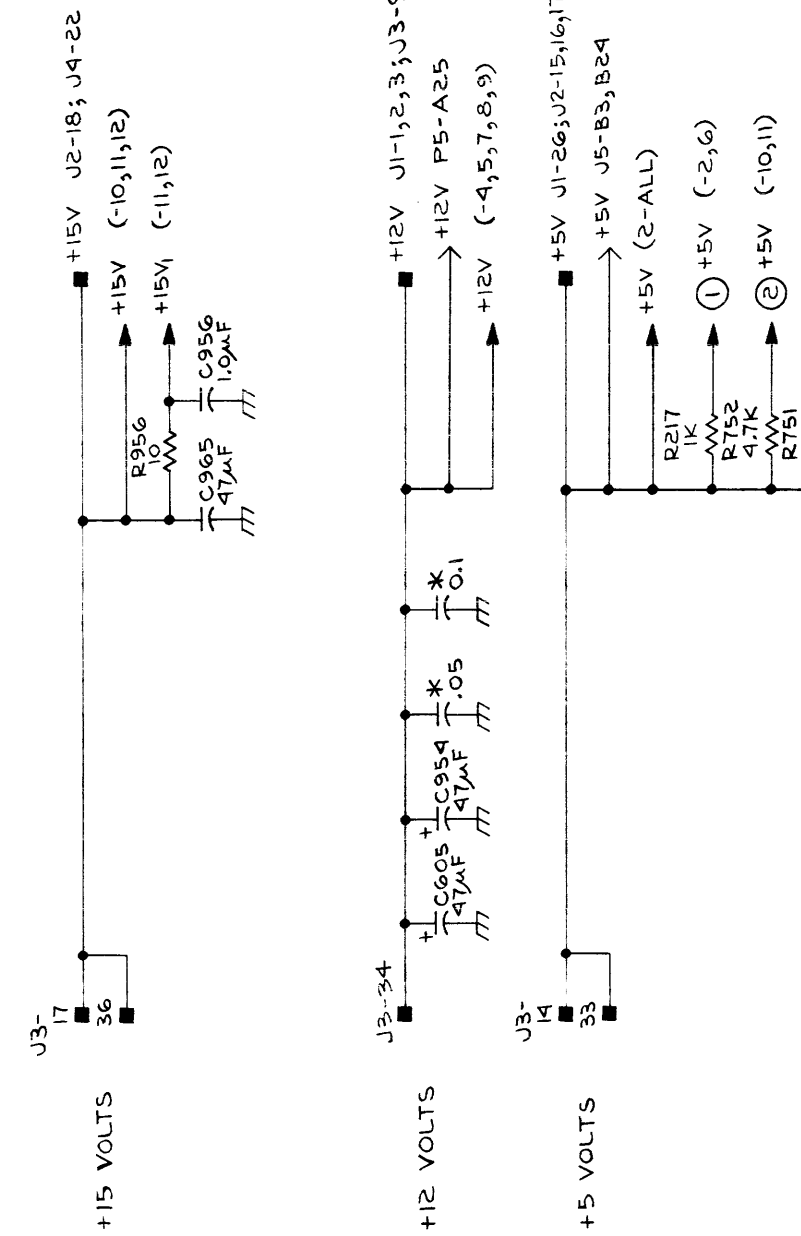 +15 VOLTS
J3-
17
36
R956
10
C965
47µF
C956
1.0µF
+15V J2-18; J4-22
+15V (-10,11,12)
+15V₁ (-11,12)
+12 VOLTS
J3-34
+
C605
47µF
+
C954
47µF
*
.05
*
0.1
+12V J1-1,2,3; J3-
+12V P5-A25
+12V (-4,5,7,8,9)
+5 VOLTS
J3-
14
33
+5V J1-26; J2-15,16,
+5V J5-B3, B24
+5V (2-ALL)
R217
1K
① +5V (-2,6)
R752
4.7K
② +5V (-10,11)
R751